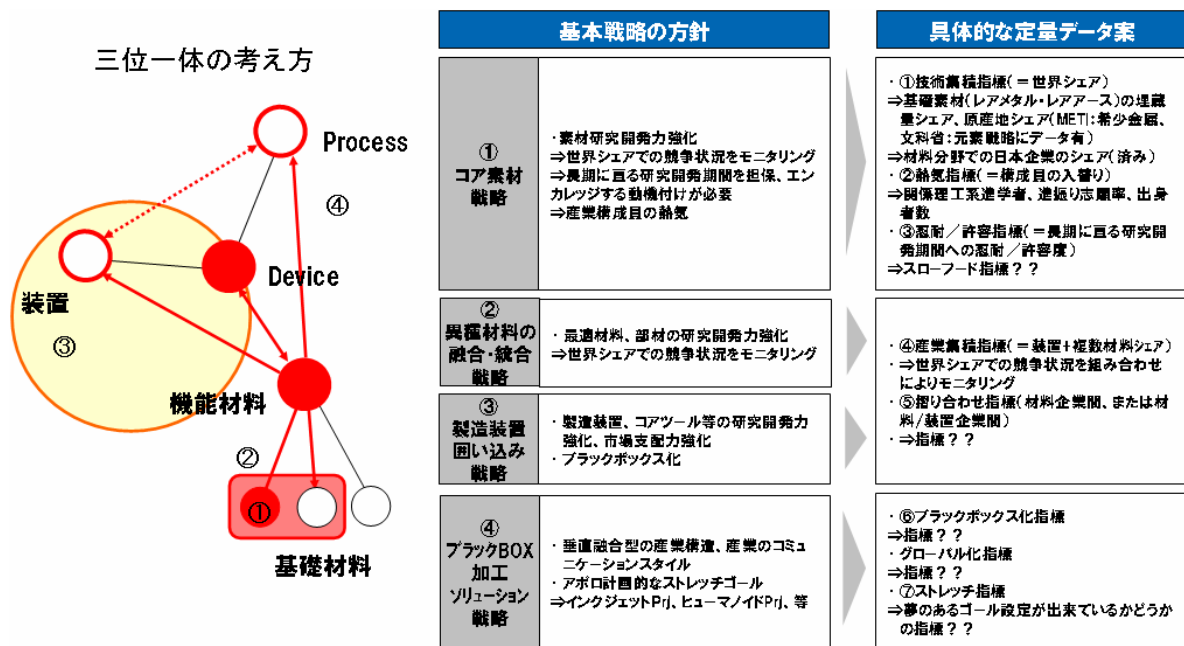 三位一体の考え方
Process
④
Device
装置
③
機能材料
②
①
基礎材料
基本戦略の方針
具体的な定量データ案
①
コア素材
戦略
・素材研究開発力強化
⇒世界シェアでの競争状況をモニタリング
⇒長期に亘る研究開発期間を担保、エン
カレッジする動機付けが必要
⇒産業構成員の熱気
・①技術集積指標(=世界シェア)
⇒基礎素材(レアメタル・レアアース)の埋蔵
量シェア、原産地シェア(METI:希少金属、
文科省:元素戦略にデータ有)
⇒材料分野での日本企業のシェア(済み)
・②熱気指標(=構成員の入替り)
⇒関係理工系進学者、進振り志願率、出身
者数
・③忍耐/許容指標(=長期に亘る研究開
発期間への忍耐/許容度)
⇒スローフード指標??
②
異種材料の
融合・統合
戦略
・最適材料、部材の研究開発力強化
・⇒世界シェアでの競争状況をモニタリング
③
製造装置
囲い込み
戦略
・製造装置、コアツール等の研究開発力
強化、市場支配力強化
・ブラックボックス化
・④産業集積指標(=装置+複数材料シェア)
・⇒世界シェアでの競争状況を組み合わせ
によりモニタリング
・⑤摺り合わせ指標(材料企業間、または材
料/装置企業間)
・⇒指標??
④
ブラックBOX
加工
ソリューション
戦略
・垂直融合型の産業構造、産業のコミュ
ニケーションスタイル
・アポロ計画的なストレッチゴール
⇒インクジェットPrj、ヒューマノイドPrj、等
・⑥ブラックボックス化指標
⇒指標??
・グローバル化指標
⇒指標??
・⑦ストレッチ指標
⇒夢のあるゴール設定が出来ているかどうか
の指標??